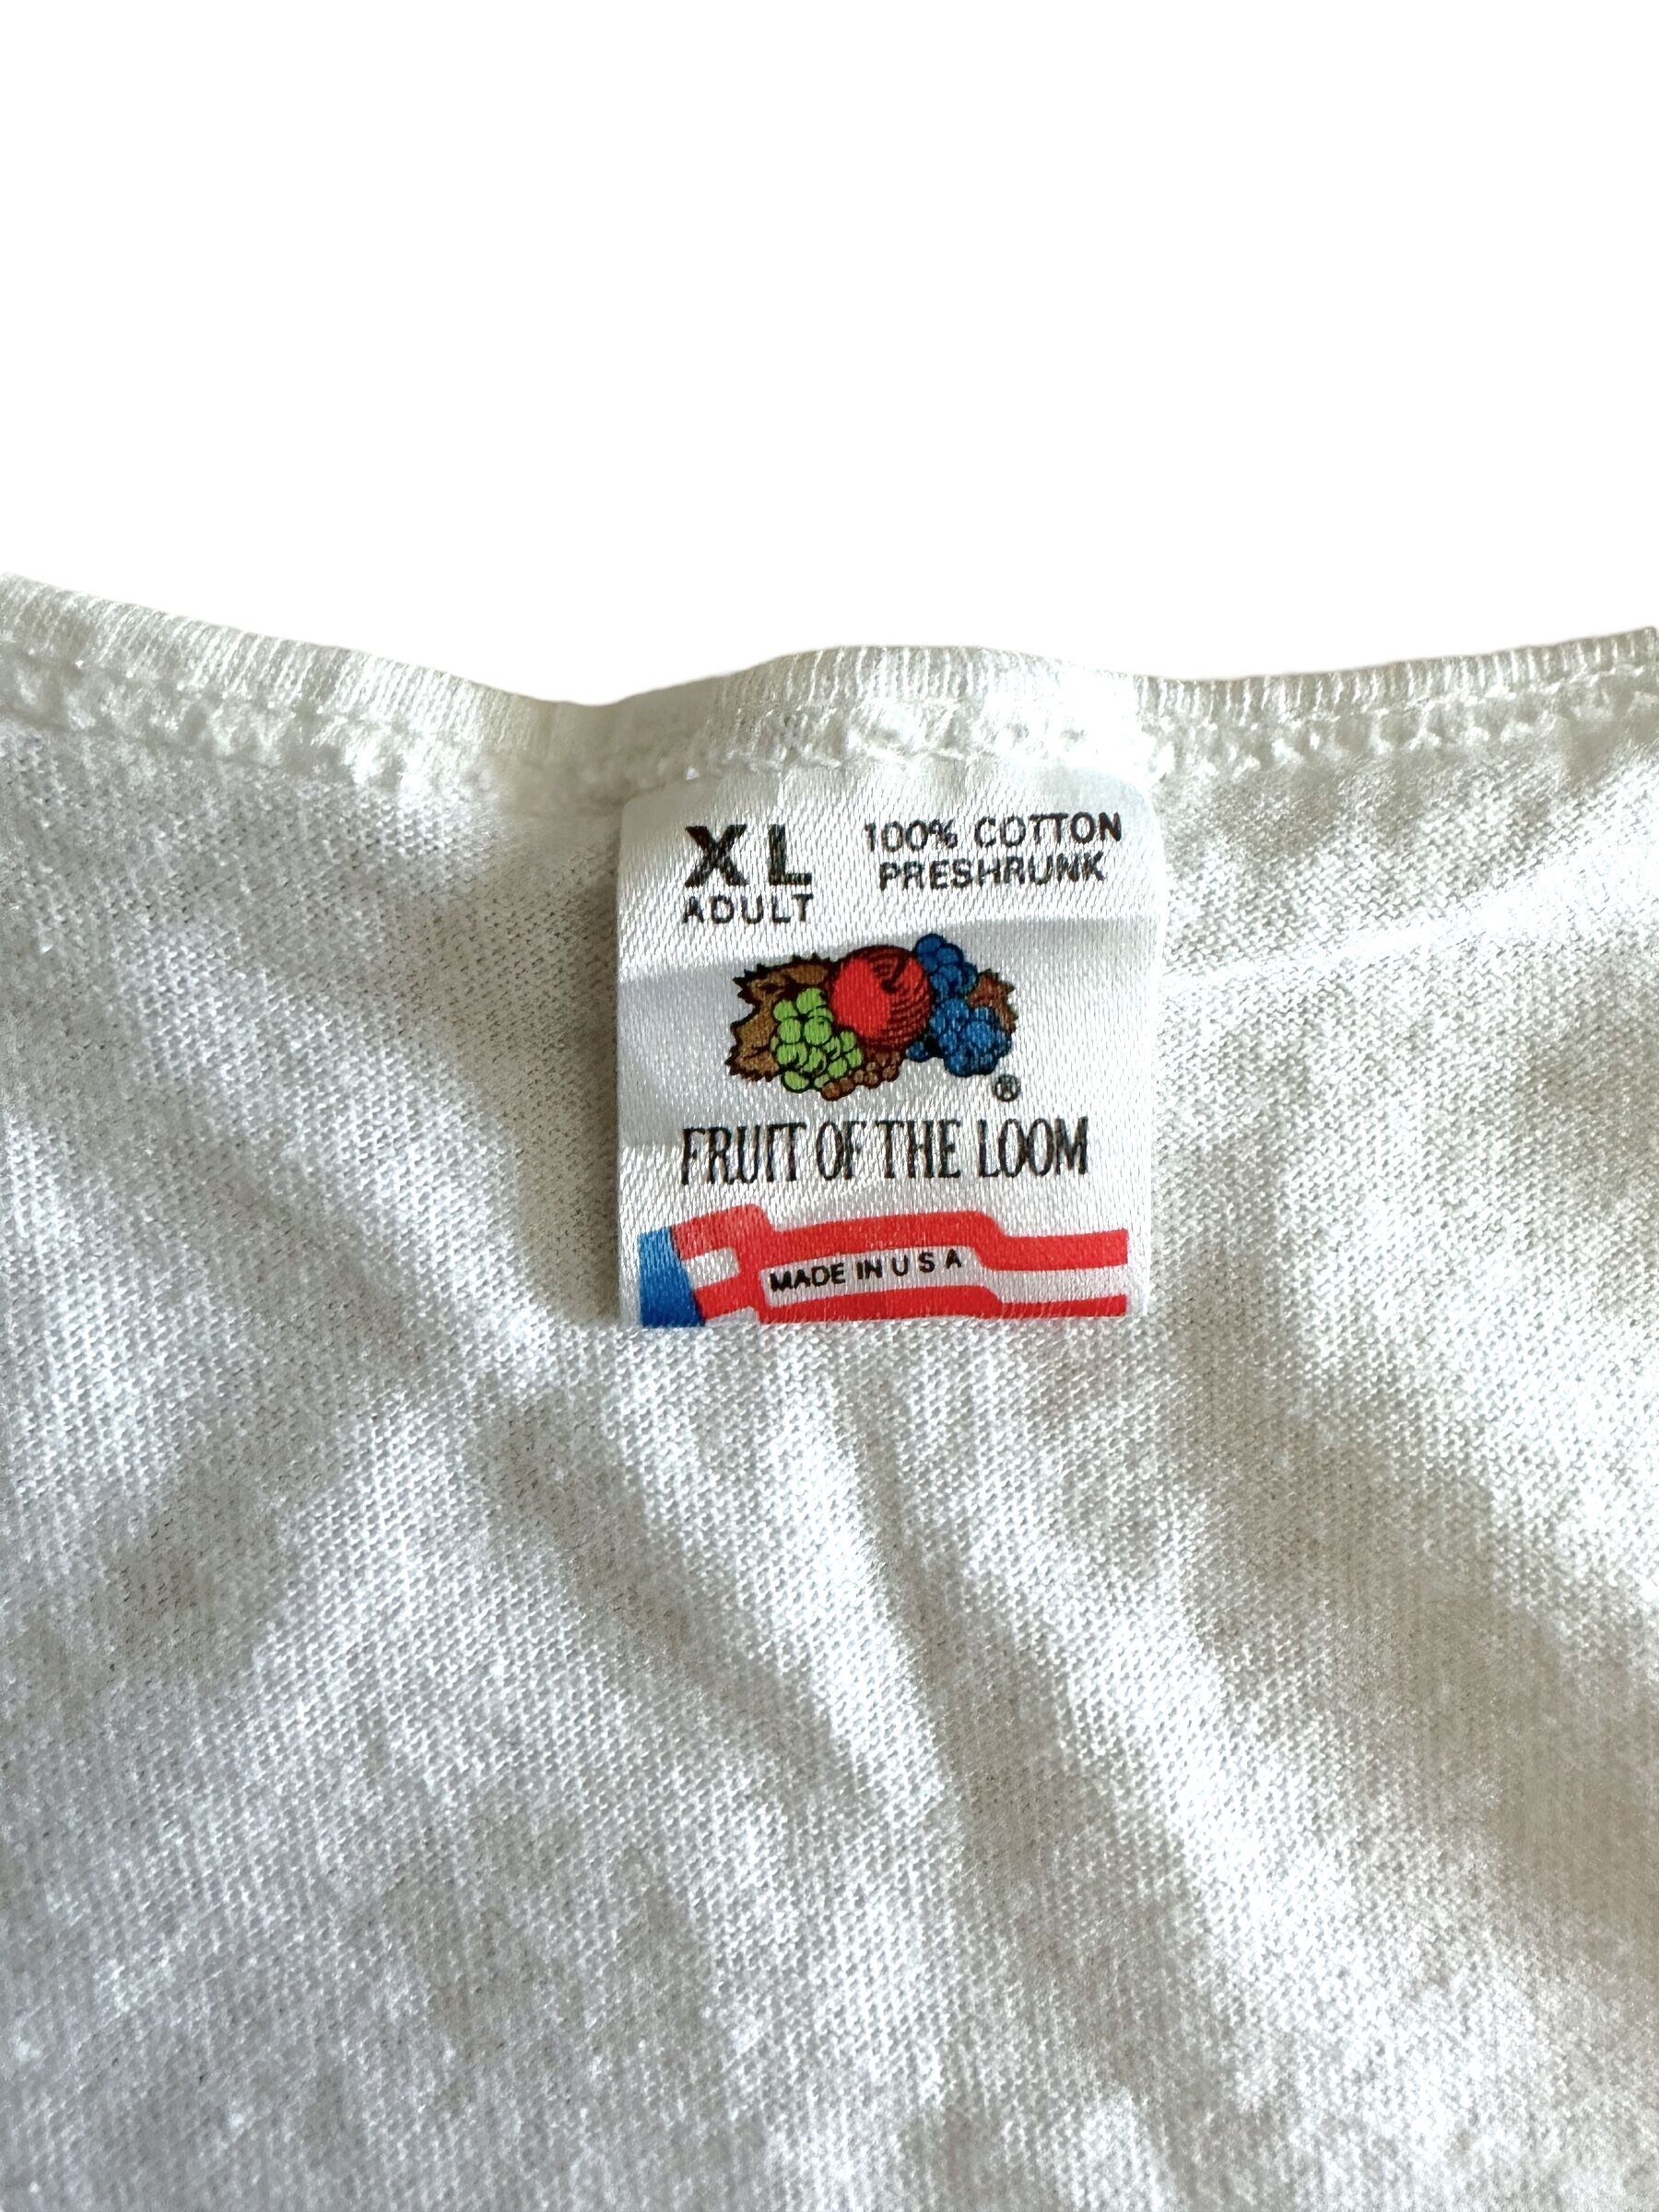 XL
ADULT
100% COTTON
PRESHRUNK
®
FRUIT OF THE LOOM
MADE IN U S A